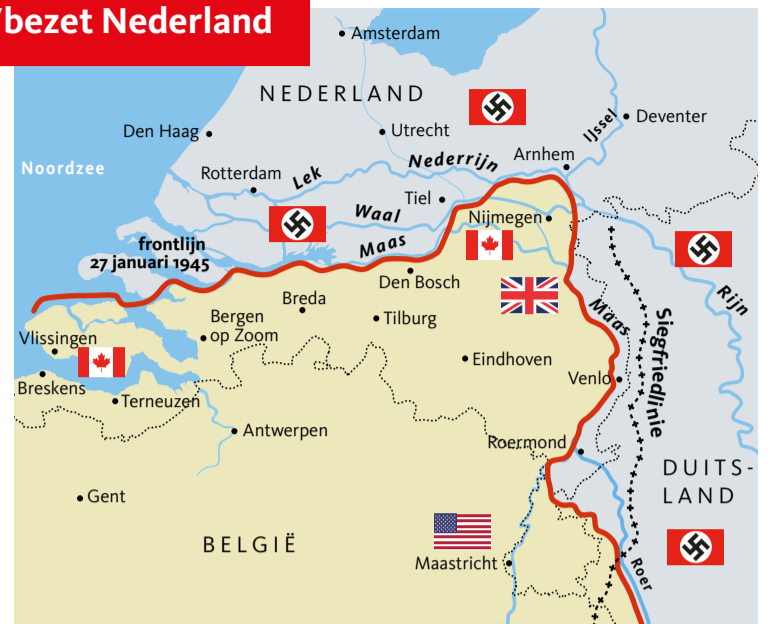 /bezet Nederland
Amsterdam
NEDERLAND
Deventer
IJssel
Den Haag
Utrecht
Noordzee
Nederrijn
Arnhem
Rotterdam
Lek
Tiel
Waal
Nijmegen
frontlijn
27 januari 1945
Maas
Den Bosch
Rijn
Breda
Maas
Siegfriedlinie
Bergen
op Zoom
Tilburg
Vlissingen
Eindhoven
Venlo
Breskens
Terneuzen
Antwerpen
Roermond
DUITS-
LAND
Gent
BELGIË
Maastricht
Roer